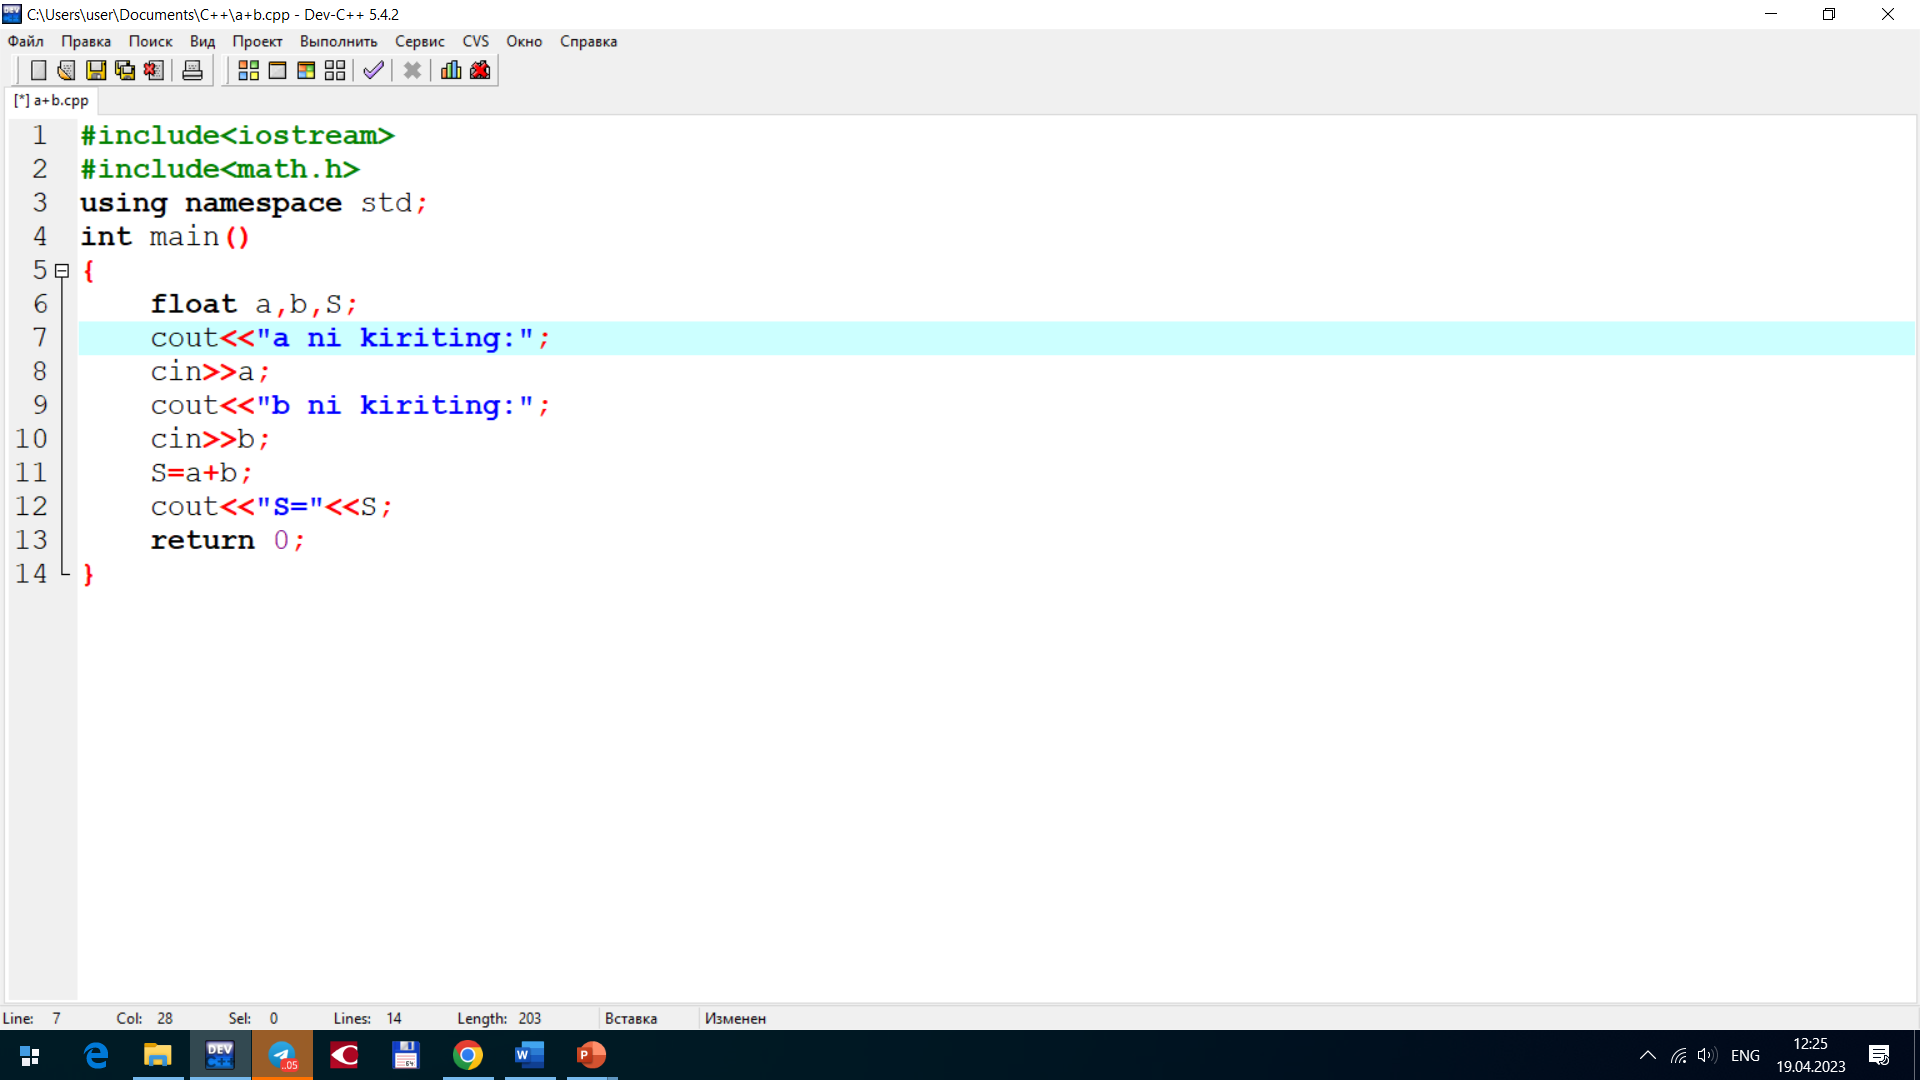 C:\Users\user\Documents\C++\a+b.cpp - Dev-C++ 5.4.2
Файл Правка Поиск Вид Проект Выполнить Сервис CVS Окно Справка
[*] a+b.cpp
1 #include<iostream>
2 #include<math.h>
3 using namespace std;
4 int main()
5 {
6 float a,b,S;
7 cout<<"a ni kiriting:";
8 cin>>a;
9 cout<<"b ni kiriting:";
10 cin>>b;
11 S=a+b;
12 cout<<"S="<<S;
13 return 0;
14 }
Line: 7 Col: 28 Sel: 0 Lines: 14 Length: 203 Вставка Изменен
DEV C++ ..05 64 W P ENG 12:25
19.04.2023